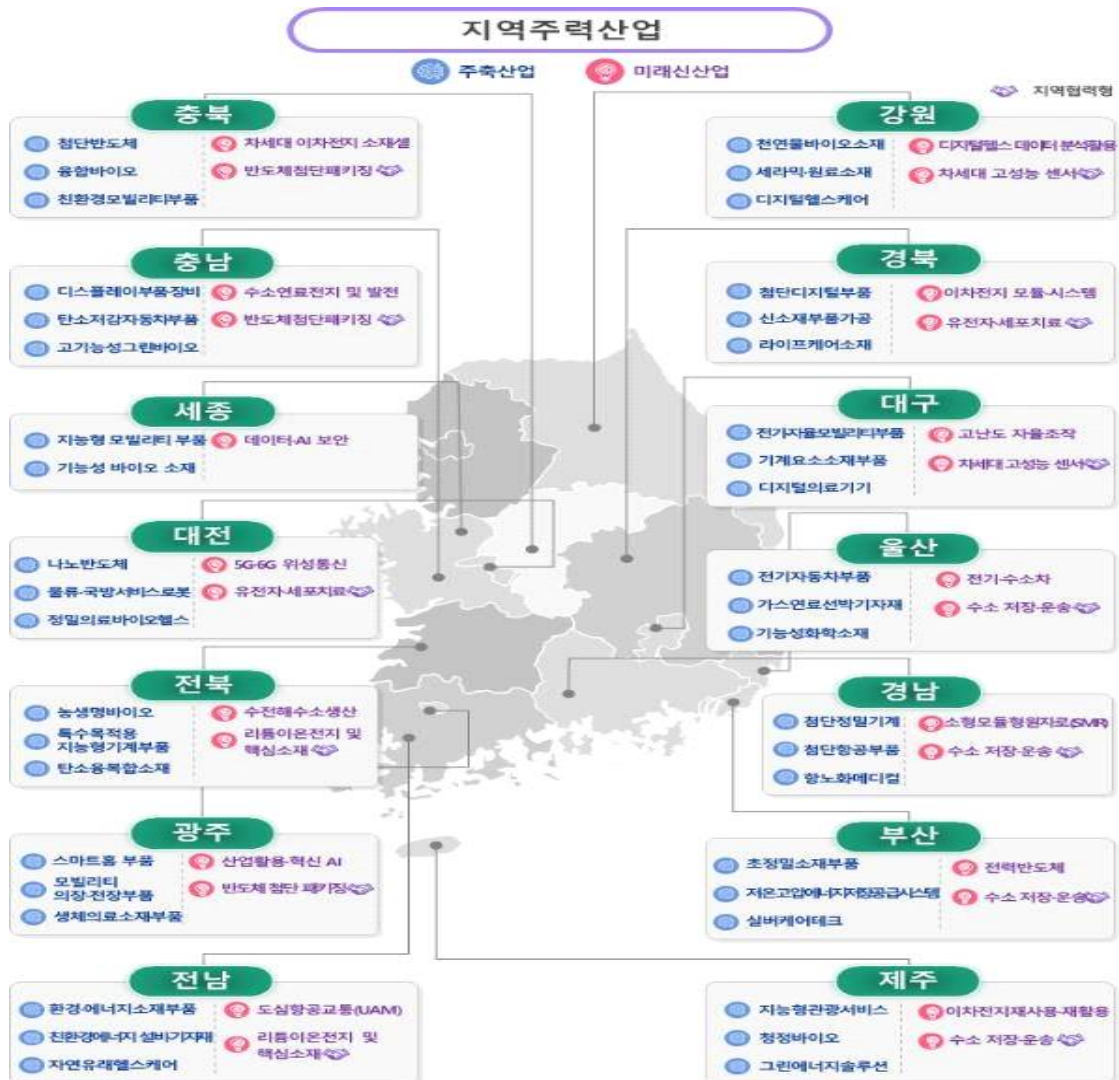 지역주력산업
주축산업
미래신산업
지역협력형
충북
첨단반도체
융합바이오
친환경모빌리티부품
차세대 이차전지 소재·셀
반도체첨단패키징
충남
디스플레이부품·장비
탄소저감자동차부품
고기능성그린바이오
수소연료전지 및 발전
반도체첨단패키징
세종
지능형 모빌리티 부품
기능성 바이오 소재
데이터·AI 보안
대전
나노반도체
물류·국방서비스로봇
정밀의료바이오헬스
5G·6G 위성통신
유전자·세포치료
전북
농생명바이오
특수목적용
지능형기계부품
탄소융복합소재
수전해수소생산
리튬이온전지 및
핵심소재
광주
스마트홈 부품
모빌리티
의장·전장부품
생체의료소재부품
산업활용·혁신 AI
반도체 첨단 패키징
전남
환경·에너지소재부품
친환경에너지 설비기자재
자연유래헬스케어
도심항공교통(UAM)
리튬이온전지 및
핵심소재
강원
천연물바이오소재
세라믹·원료소재
디지털헬스케어
디지털헬스 데이터 분석활용
차세대 고성능 센서
경북
첨단디지털부품
신소재부품가공
라이프케어소재
이차전지 모듈·시스템
유전자·세포치료
대구
전기자율모빌리티부품
기계요소소재부품
디지털의료기기
고난도 자율조작
차세대 고성능 센서
울산
전기자동차부품
가스연료선박기자재
기능성화학소재
전기·수소차
수소 저장·운송
경남
첨단정밀기계
첨단항공부품
항노화메디컬
소형모듈형원자로(SMR)
수소 저장·운송
부산
초정밀소재부품
저온고압에너지저장공급시스템
실버케어테크
전력반도체
수소 저장·운송
제주
지능형관광서비스
청정바이오
그린에너지솔루션
이차전지재사용·재활용
수소 저장·운송